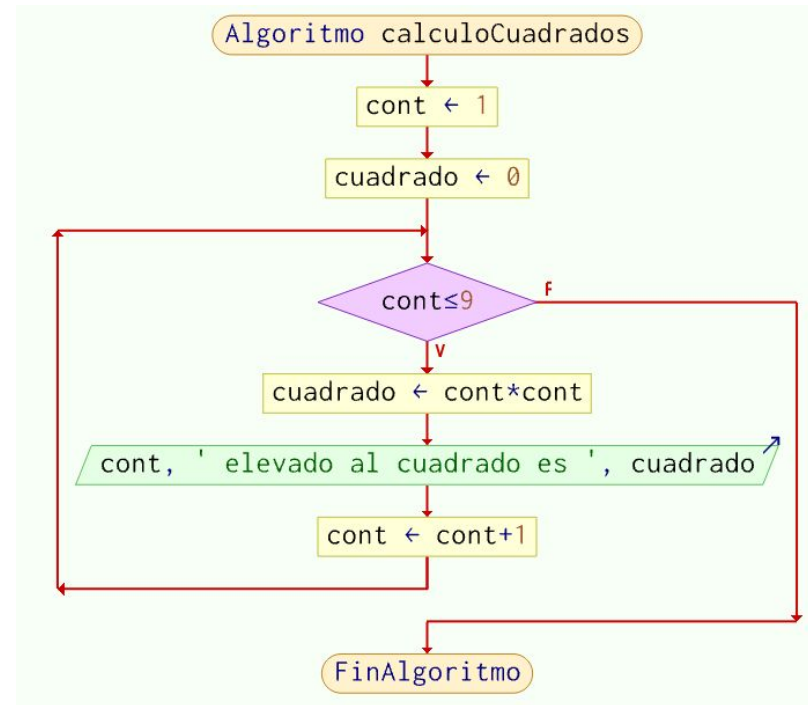 Algoritmo calculoCuadrados
cont ← 1
cuadrado ← 0
cont≤9
F
V
cuadrado ← cont*cont
cont, ' elevado al cuadrado es ', cuadrado
cont ← cont+1
FinAlgoritmo